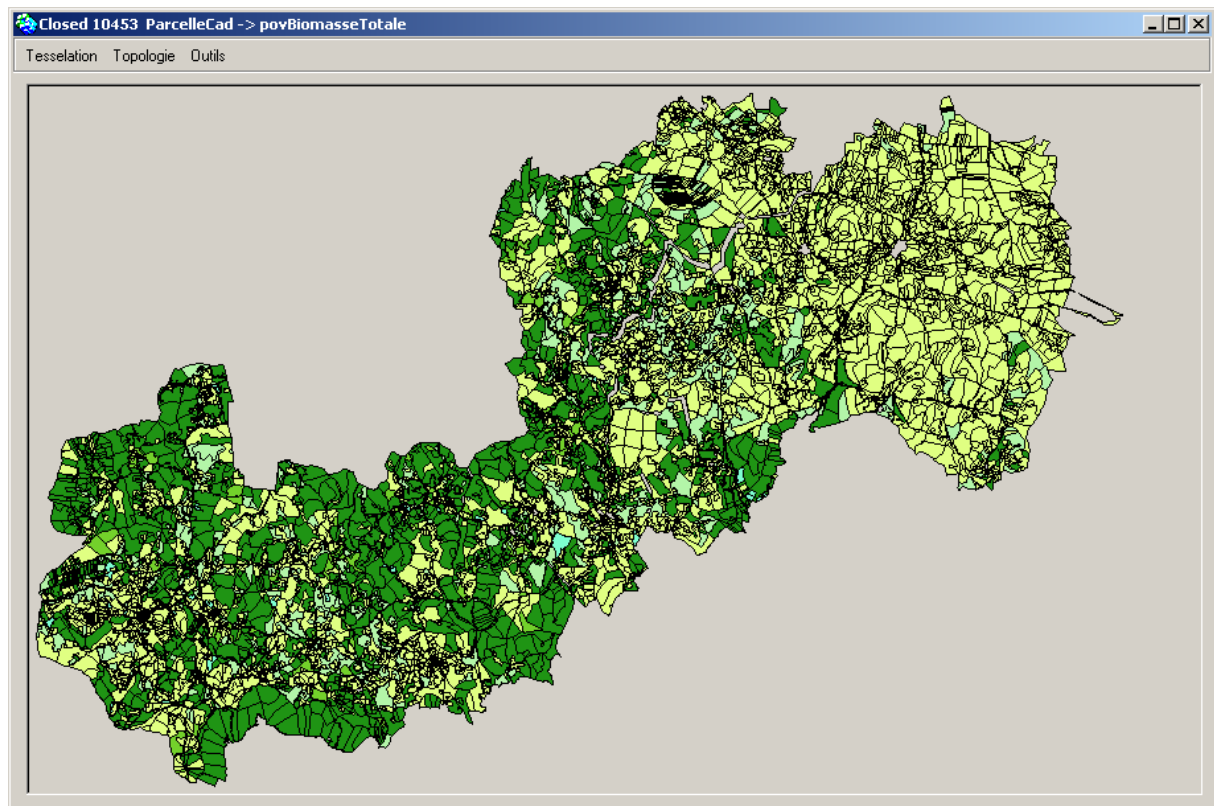 Closed 10453 ParcelleCad -> povBiomasseTotale
Tesselation Topologie Outils